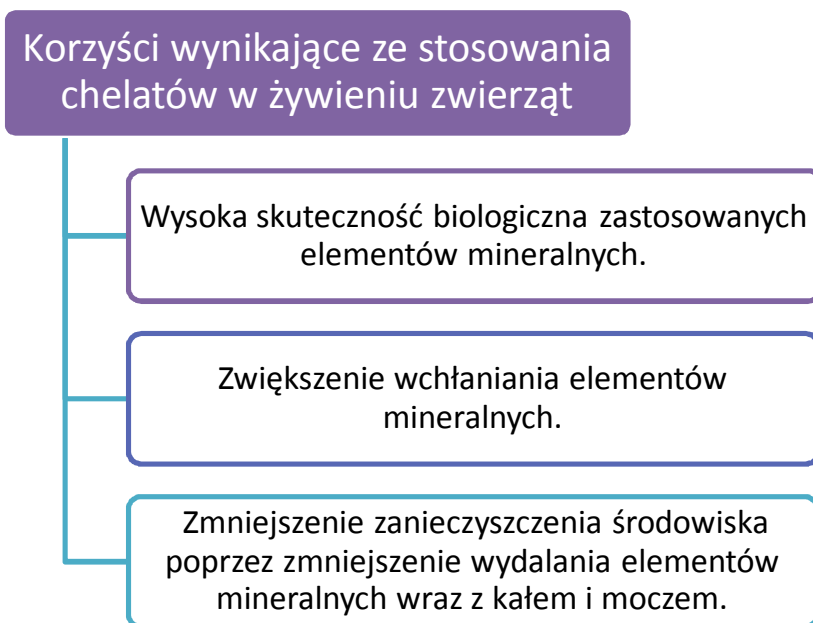 Korzyści wynikające ze stosowania
chelatów w żywieniu zwierząt
Wysoka skuteczność biologiczna zastosowanych
elementów mineralnych.
Zwiększenie wchłaniania elementów
mineralnych.
Zmniejszenie zanieczyszczenia środowiska
poprzez zmniejszenie wydalania elementów
mineralnych wraz z kałem i moczem.